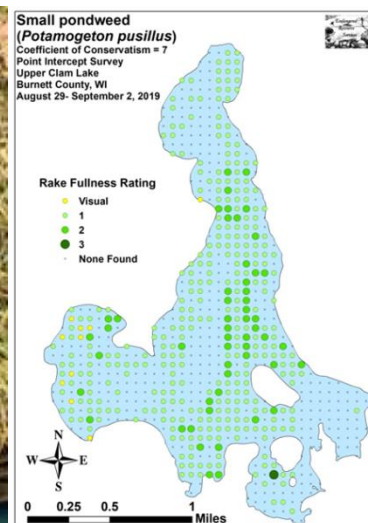 Small pondweed
(Potamogeton pusillus)
Coefficient of Conservatism = 7
Point Intercept Survey
Upper Clam Lake
Burnett County, WI
August 29- September 2, 2019
Rake Fullness Rating
Visual
1
2
3
None Found
N
W E
S
0 0.25 0.5 1
Miles